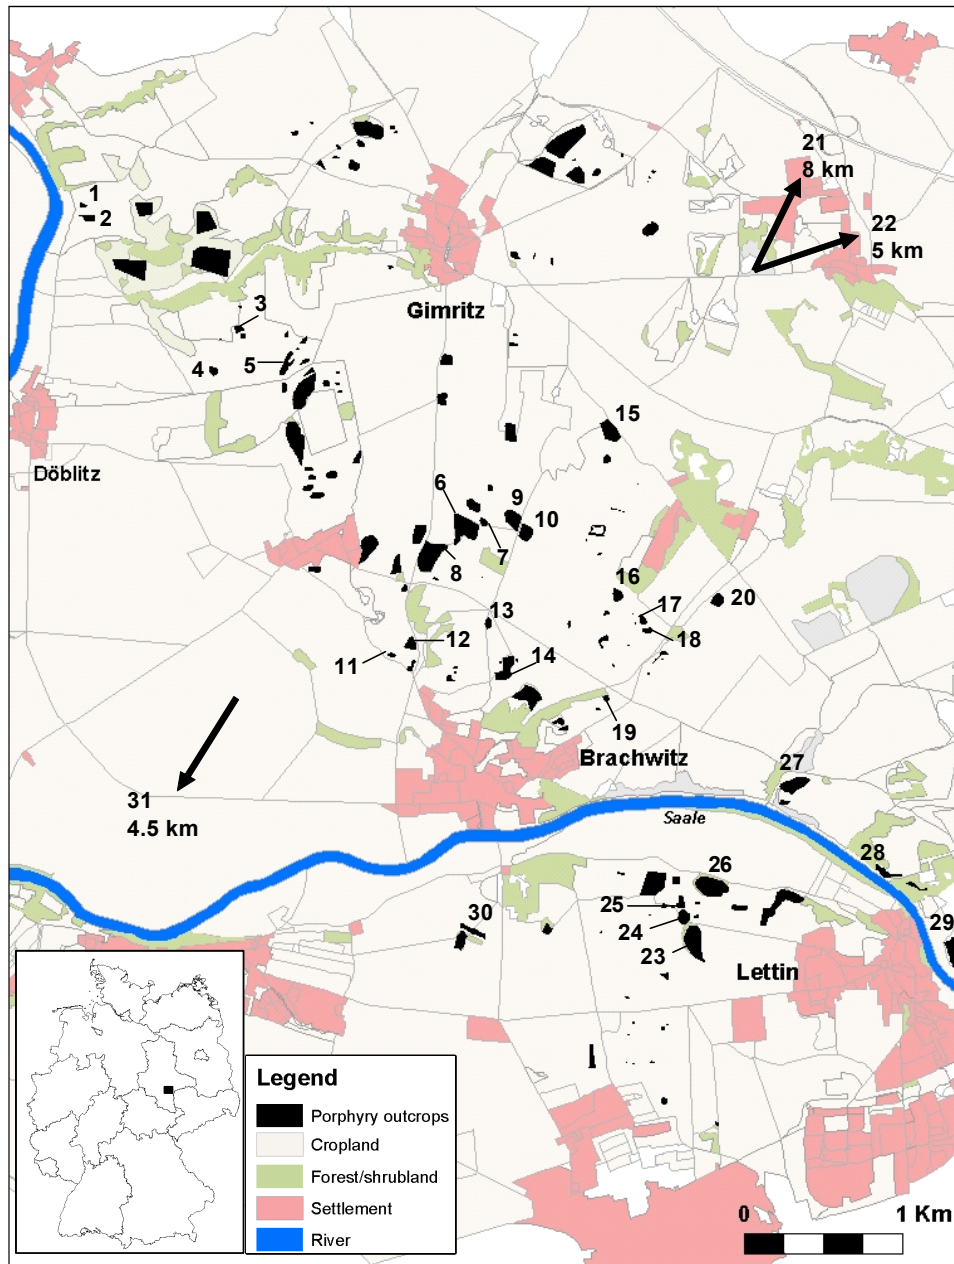 21
8 km
1
2
22
5 km
3
Gimritz
4
5
15
Döblitz
6
9
10
7
8
16
17
20
13
18
12
11
14
19
Brachwitz
27
31
4.5 km
Saale
28
26
25
30
24
29
23
Lettin
Legend
Porphyry outcrops
Cropland
Forest/shrubland
Settlement
River
0
1 Km